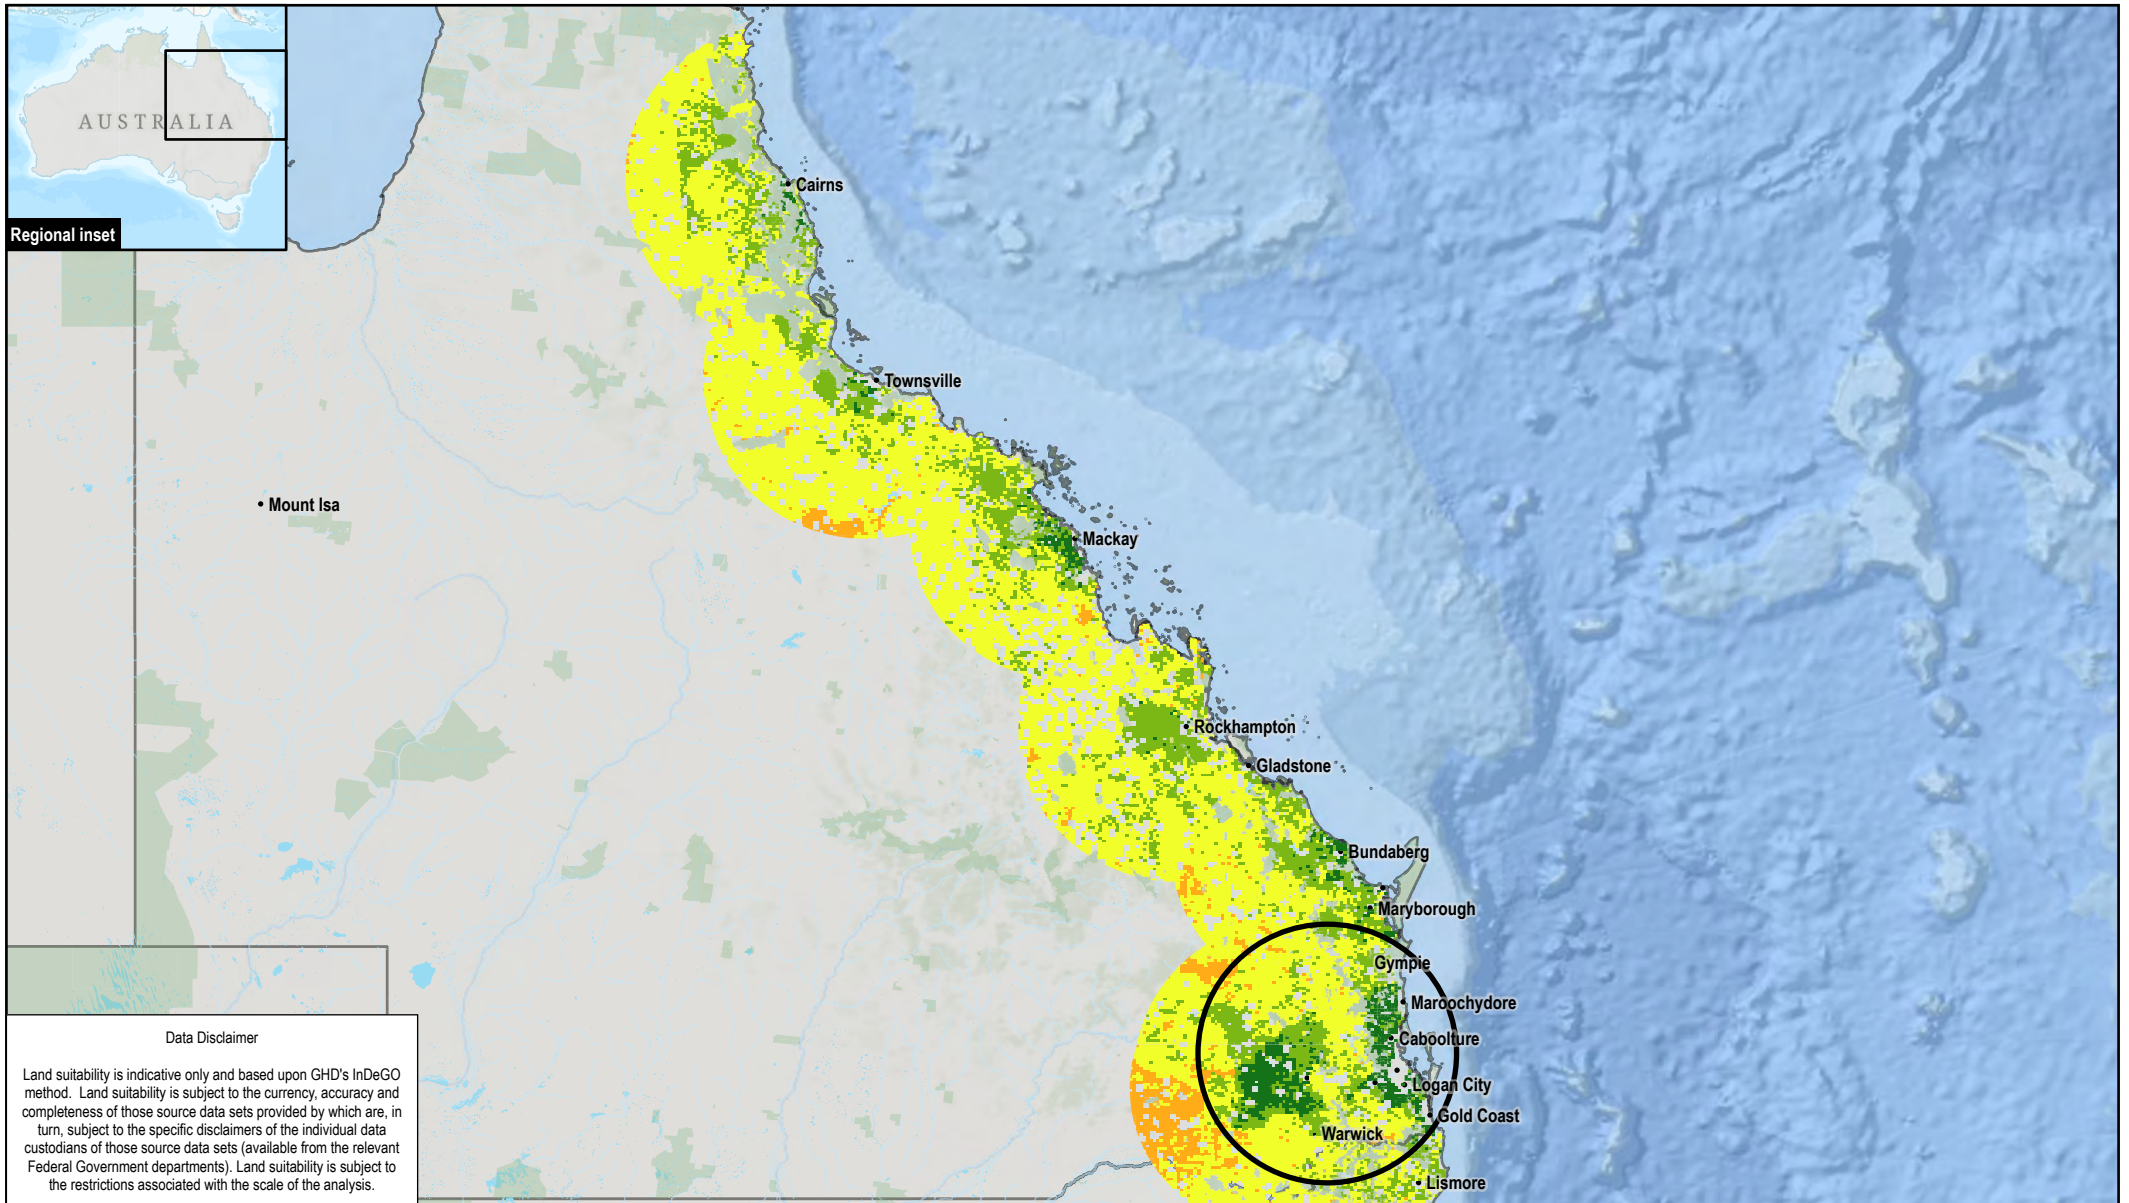 AUSTRALIA
Regional inset
Cairns
Townsville
Mount Isa
Mackay
Rockhampton
Gladstone
Bundaberg
Maryborough
Gympie
Maroochydore
Caboolture
Logan City
Gold Coast
Warwick
Lismore
Data Disclaimer
Land suitability is indicative only and based upon GHD's InDeGO
method. Land suitability is subject to the currency, accuracy and
completeness of those source data sets provided by which are, in
turn, subject to the specific disclaimers of the individual data
custodians of those source data sets (available from the relevant
Federal Government departments). Land suitability is subject to
the restrictions associated with the scale of the analysis.